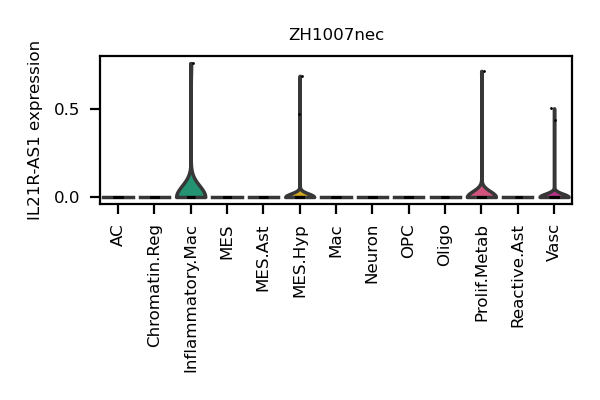 ZH1007nec
IL21R-AS1 expression
0.5
0.0
AC
Chromatin.Reg
Inflammatory.Mac
MES
MES.Ast
MES.Hyp
Mac
Neuron
OPC
Oligo
Prolif.Metab
Reactive.Ast
Vasc